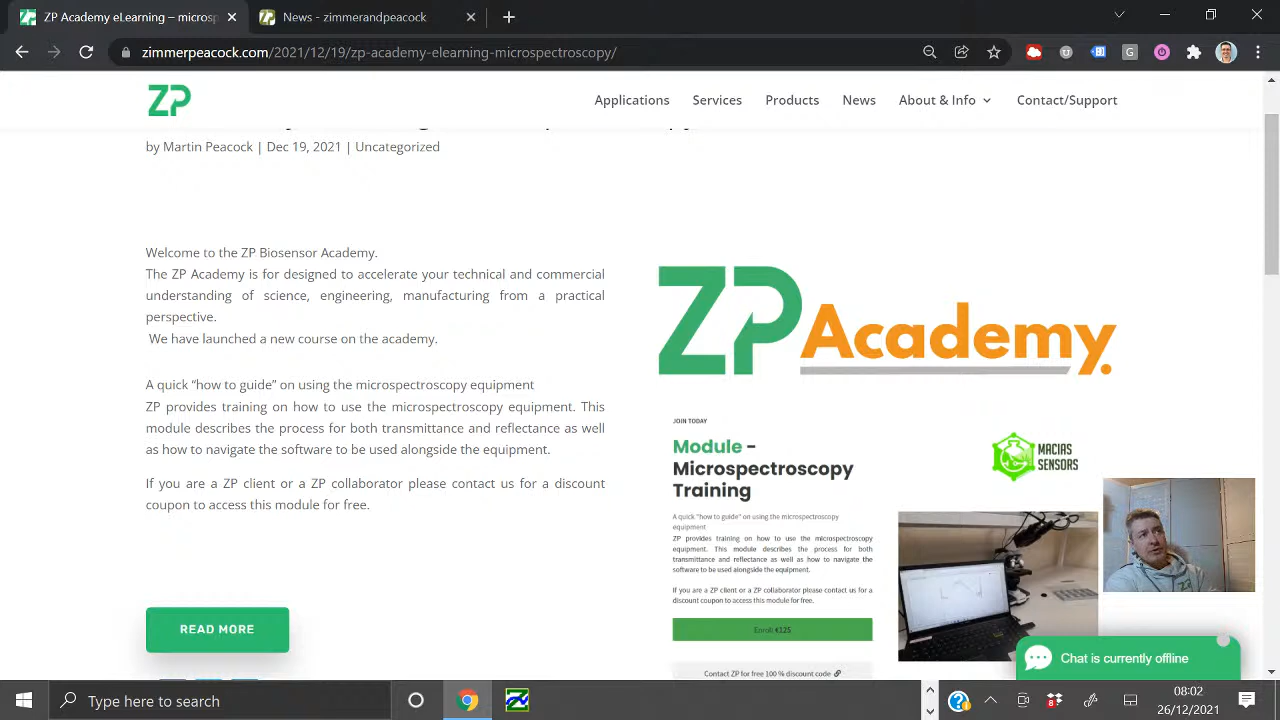 ZP Academy eLearning – microsp
News - zimmerandpeacock
zimmerpeacock.com/2021/12/19/zp-academy-elearning-microspectroscopy/
ZP
Applications
Services
Products
News
About & Info
Contact/Support
by Martin Peacock | Dec 19, 2021 | Uncategorized
Welcome to the ZP Biosensor Academy.
The ZP Academy is for designed to accelerate your technical and commercial
understanding of science, engineering, manufacturing from a practical
perspective.
We have launched a new course on the academy.
A quick “how to guide” on using the microspectroscopy equipment
ZP provides training on how to use the microspectroscopy equipment. This
module describes the process for both transmittance and reflectance as well
as how to navigate the software to be used alongside the equipment.
If you are a ZP client or a ZP collaborator please contact us for a discount
coupon to access this module for free.
READ MORE
ZP Academy.
JOIN TODAY
Module -
Microspectroscopy
Training
A quick "how to guide" on using the microspectroscopy
equipment
ZP provides training on how to use the microspectroscopy
equipment. This module describes the process for both
transmittance and reflectance as well as how to navigate the
software to be used alongside the equipment.
If you are a ZP client or a ZP collaborator please contact us for a
discount coupon to access this module for free.
Enroll €125
Contact ZP for free 100 % discount code
MACIAS
SENSORS
Chat is currently offline
Type here to search
08:02
26/12/2021